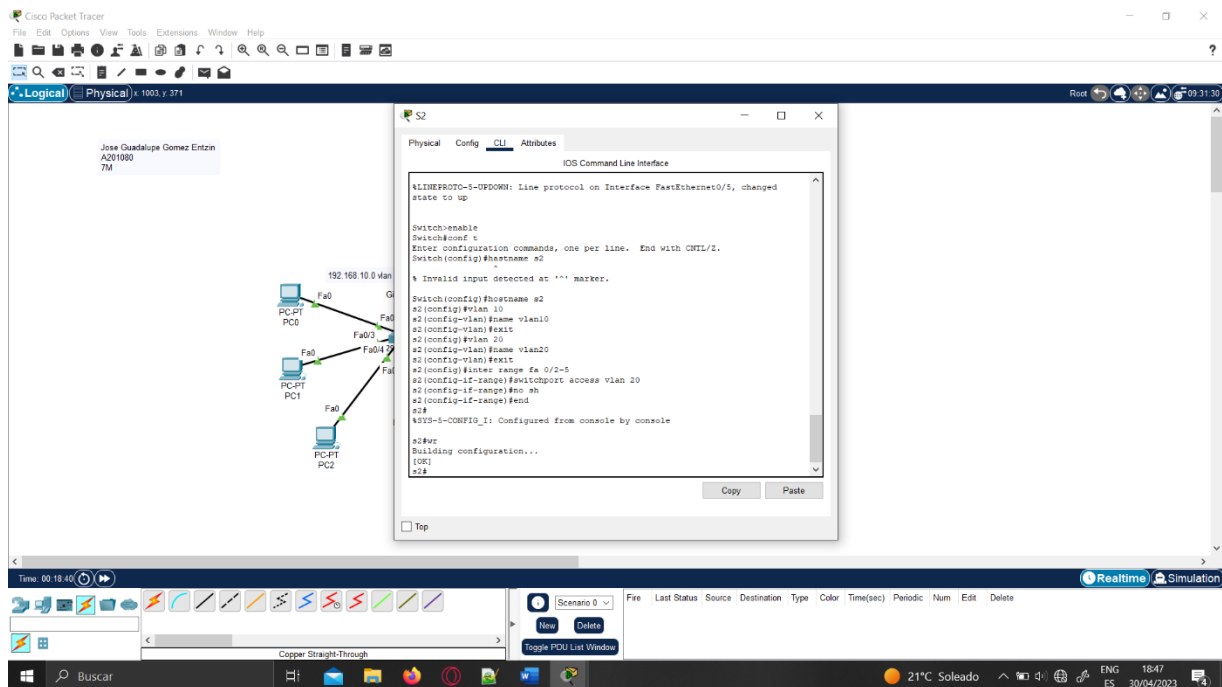 Cisco Packet Tracer
File Edit Options View Tools Extensions Window Help
?
Logical Physical x: 1003, y: 371
Root 09:31:30
Jose Guadalupe Gomez Entzin
A201080
7M
192.168.10.0 vlan
Fa0
Gi
PC-PT
PC0
Fa0
Fa0/3
Fa0/4
Fa0
Fa0
PC-PT
PC1
Fa0
PC-PT
PC2
S2
Physical Config CLI Attributes
IOS Command Line Interface
%LINEPROTO-5-UPDOWN: Line protocol on Interface FastEthernet0/5, changed
state to up
Switch>enable
Switch#conf t
Enter configuration commands, one per line. End with CNTL/Z.
Switch(config)#hastname s2
^
% Invalid input detected at '^' marker.
Switch(config)#hostname s2
s2(config)#vlan 10
s2(config-vlan)#name vlan10
s2(config-vlan)#exit
s2(config)#vlan 20
s2(config-vlan)#name vlan20
s2(config-vlan)#exit
s2(config)#inter range fa 0/2-5
s2(config-if-range)#switchport access vlan 20
s2(config-if-range)#no sh
s2(config-if-range)#end
s2#
%SYS-5-CONFIG_I: Configured from console by console
s2#wr
Building configuration...
[OK]
s2#
Copy Paste
Top
Time: 00:18:40
Realtime Simulation
Scenario 0
New Delete
Toggle PDU List Window
Fire Last Status Source Destination Type Color Time(sec) Periodic Num Edit Delete
Copper Straight-Through
Buscar
21°C Soleado
ENG
ES
18:47
30/04/2023
4